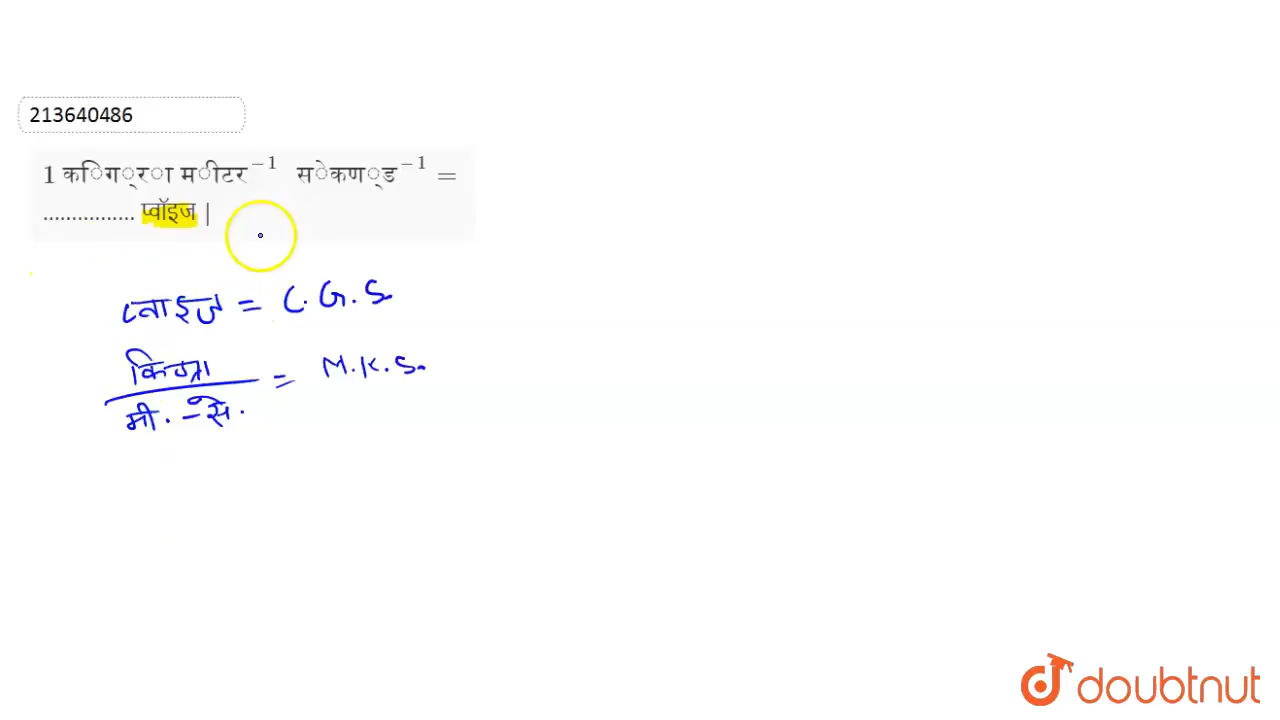 213640486
1 कििग्रा मीटर⁻¹ सेकण्ड⁻¹ =
................ प्वॉइज |
प्वाइज = C.G.S.
किग्रा
मी. - से. = M.K.S.
doubtnut